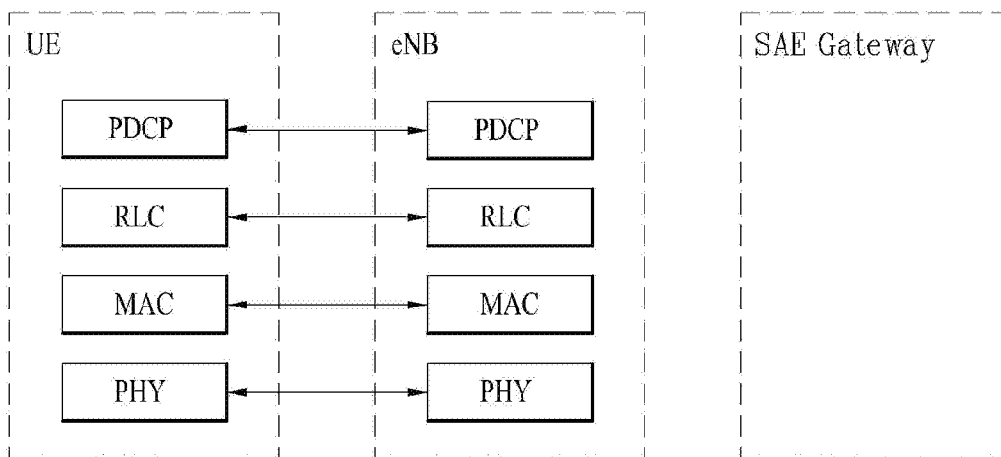 UE
eNB
SAE Gateway
PDCP
PDCP
RLC
RLC
MAC
MAC
PHY
PHY